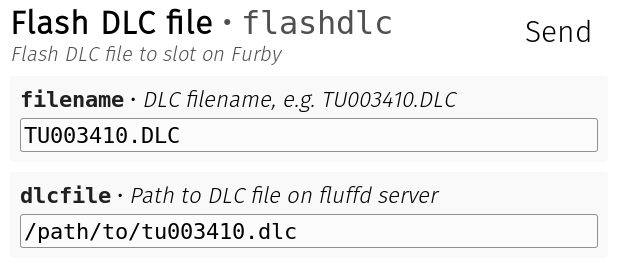 Flash DLC file · flashdlc
Send
Flash DLC file to slot on Furby
filename · DLC filename, e.g. TU003410.DLC
TU003410.DLC
dlcfile · Path to DLC file on fluffd server
/path/to/tu003410.dlc